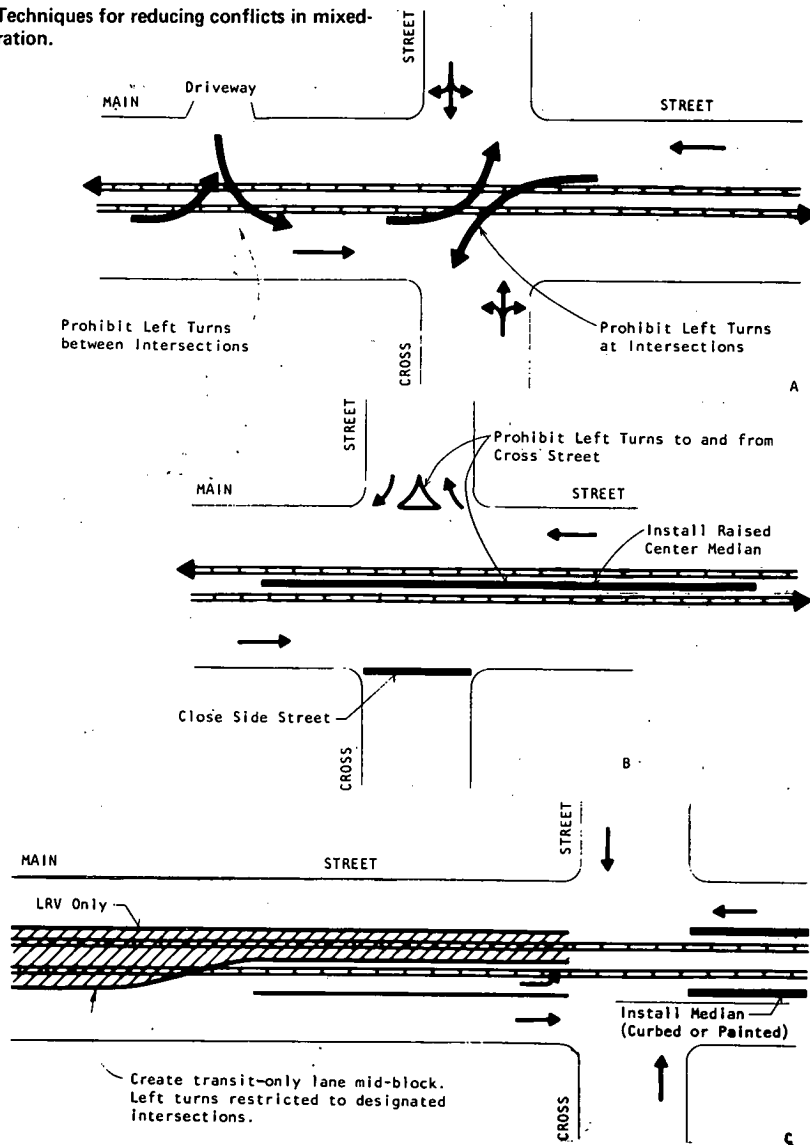 Techniques for reducing conflicts in mixed-
ration.
STREET
Driveway
MAIN
STREET
Prohibit Left Turns
between Intersections
Prohibit Left Turns
at Intersections
CROSS
A
STREET
Prohibit Left Turns to and from
Cross Street
MAIN
STREET
Install Raised
Center Median
Close Side Street
CROSS
B
STREET
MAIN
STREET
LRV Only
Install Median
(Curbed or Painted)
Create transit-only lane mid-block.
Left turns restricted to designated
intersections.
CROSS
C